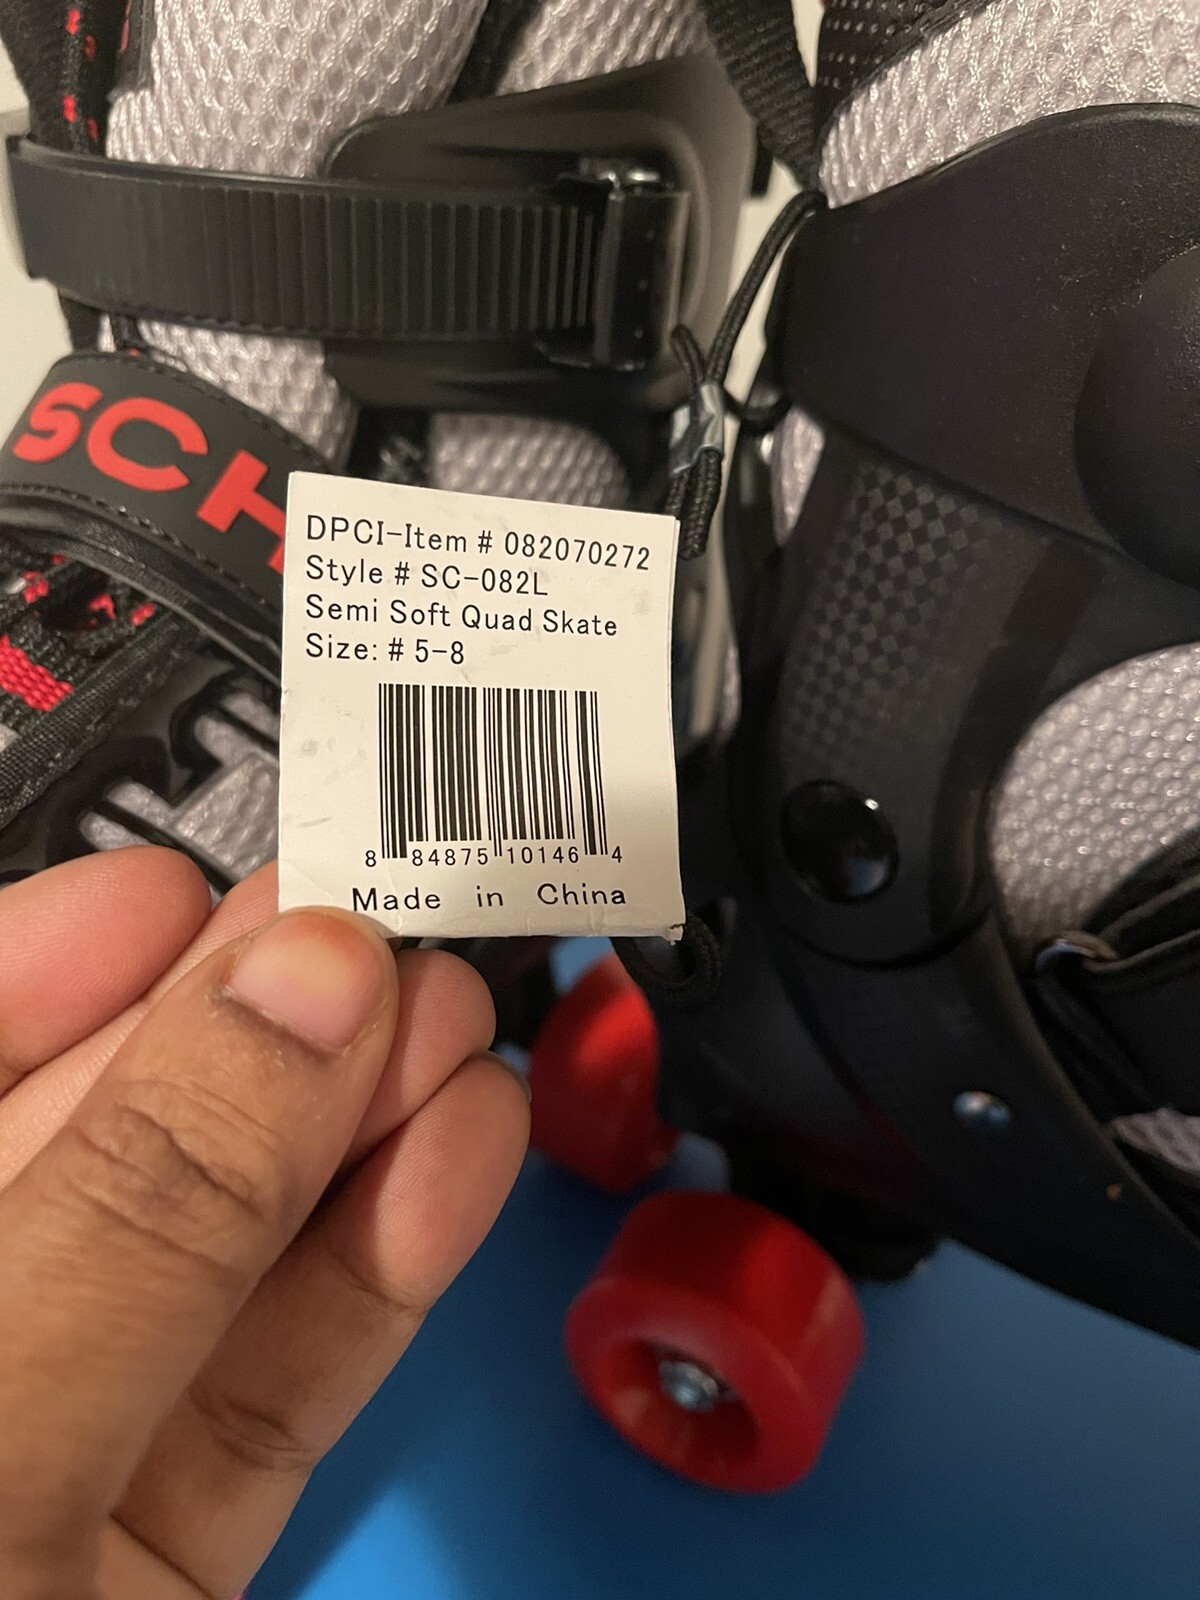 SCH
DPCI-Item # 082070272
Style # SC-082L
Semi Soft Quad Skate
Size: # 5-8
8 84875 10146 4
Made in China